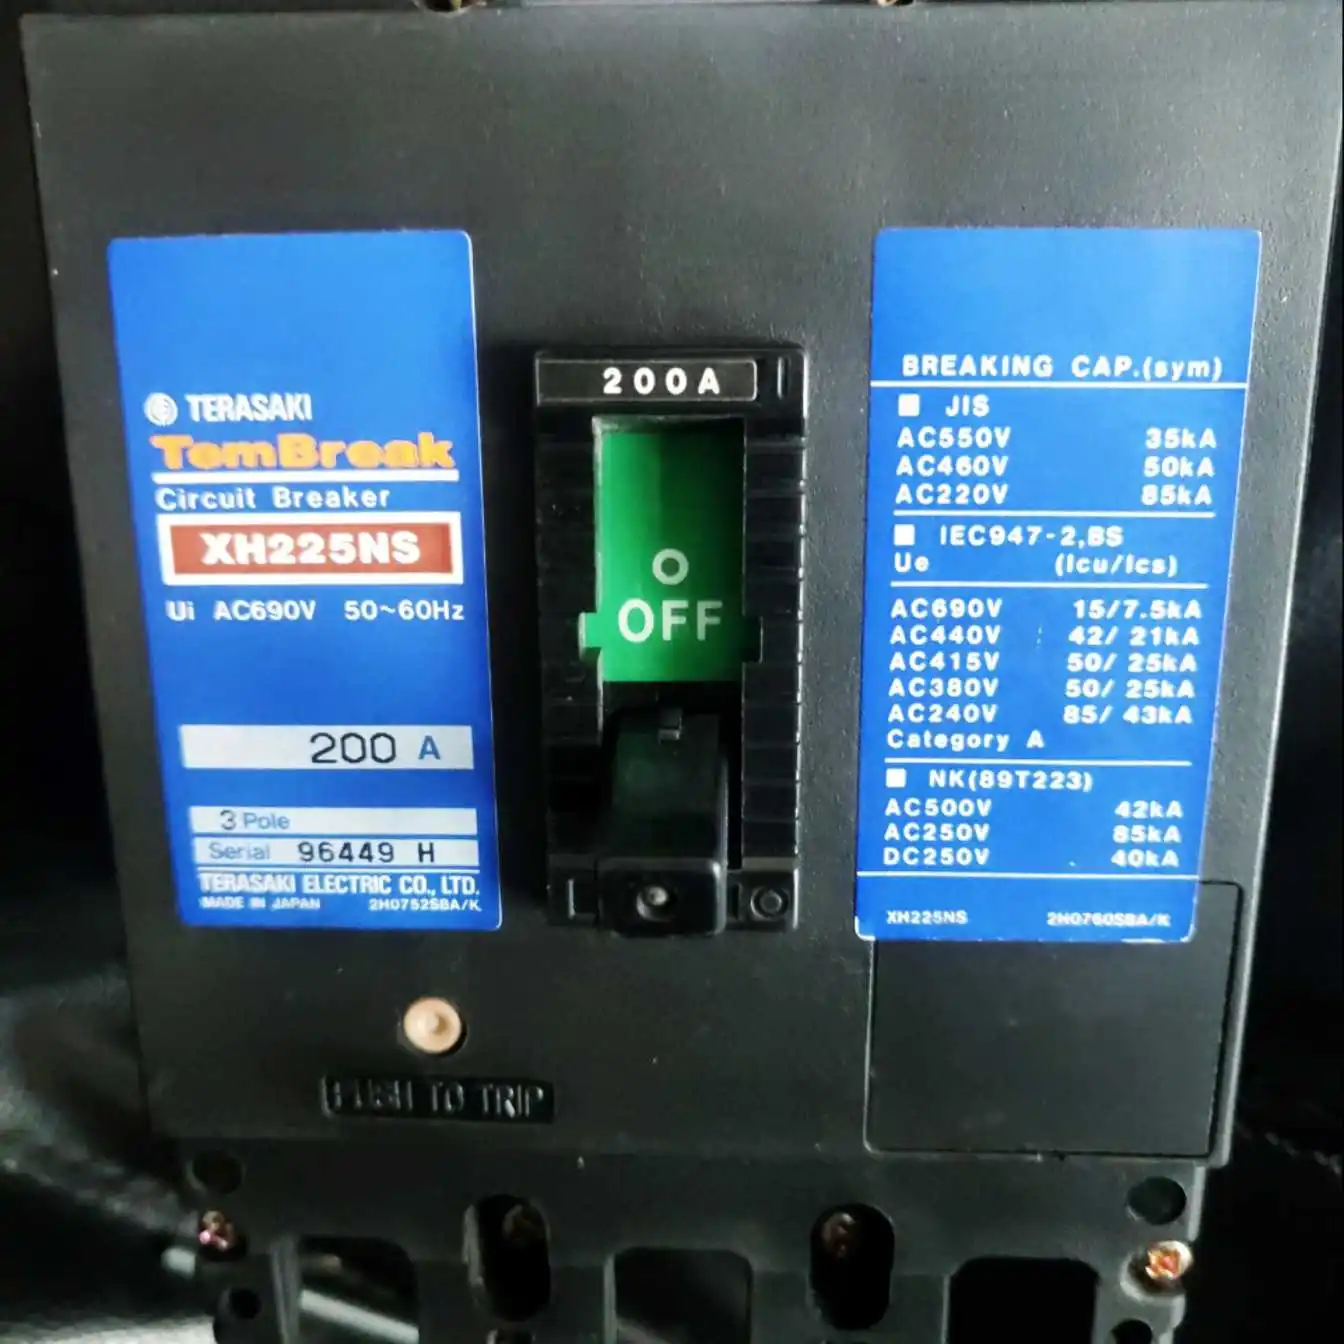 TERASAKI
TemBreak
Circuit Breaker
XH225NS
Ui AC690V 50~60Hz
200 A
3 Pole
Serial 96449 H
TERASAKI ELECTRIC CO., LTD.
MADE IN JAPAN 2H0752SBA/K
200A
O
OFF
PUSH TO TRIP
BREAKING CAP.(sym)
■ JIS
AC550V 35kA
AC460V 50kA
AC220V 85kA
■ IEC947-2,BS
Ue (Icu/Ics)
AC690V 15/7.5kA
AC440V 42/ 21kA
AC415V 50/ 25kA
AC380V 50/ 25kA
AC240V 85/ 43kA
Category A
■ NK(89T223)
AC500V 42kA
AC250V 85kA
DC250V 40kA
XH225NS 2H0760SBA/K